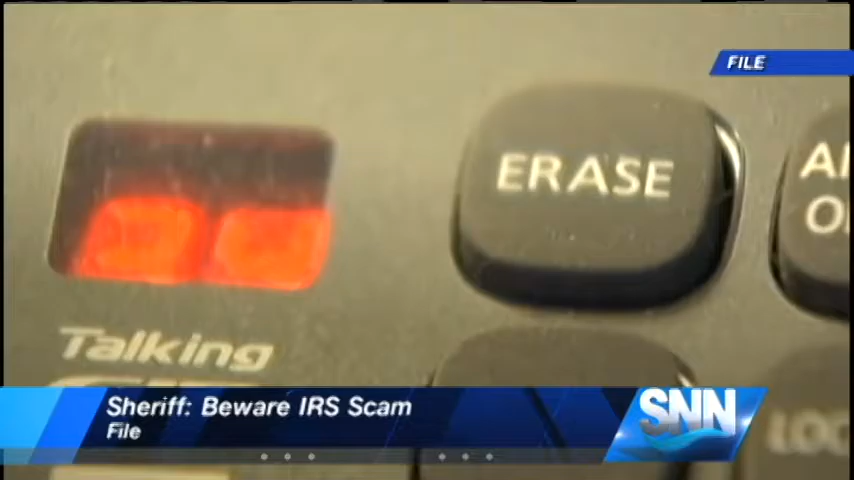 FILE
ERASE
Talking
Sheriff: Beware IRS Scam
File
SNN